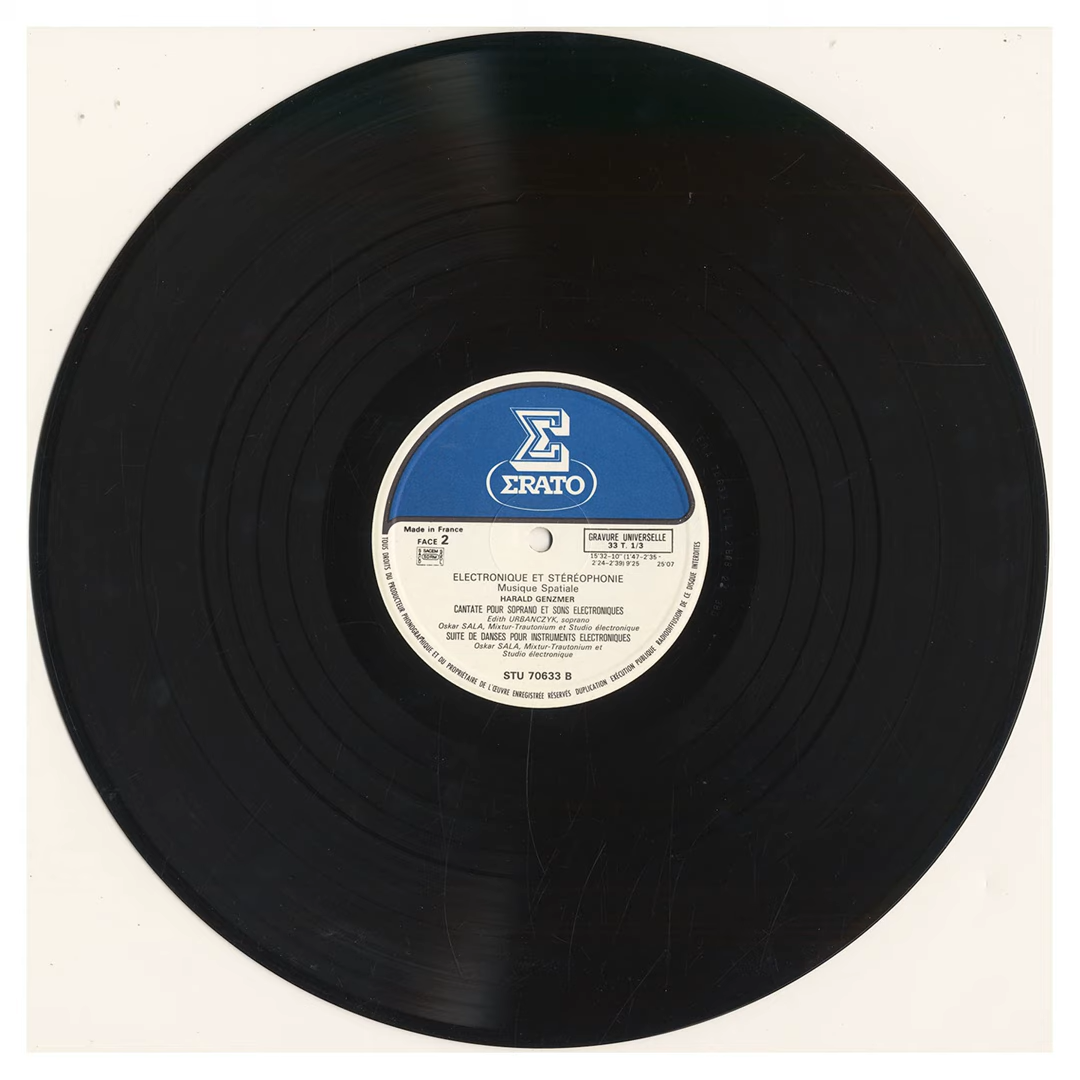 ΣRATO
Made in France
FACE 2
SACEM
GRAVURE UNIVERSELLE
33 T. 1/3
15'32-10" (1'47-2'35-
2'24-2'39) 9'25 25'07
ELECTRONIQUE ET STÉRÉOPHONIE
Musique Spatiale
HARALD GENZMER
CANTATE POUR SOPRANO ET SONS ELECTRONIQUES
Edith URBANCZYK, soprano
Oskar SALA, Mixtur-Trautonium et Studio électronique
SUITE DE DANSES POUR INSTRUMENTS ELECTRONIQUES
Oskar SALA, Mixtur-Trautonium et
Studio électronique
STU 70633 B
TOUS DROITS DU PRODUCTEUR PHONOGRAPHIQUE ET DU PROPRIÉTAIRE DE L'ŒUVRE ENREGISTRÉE RÉSERVÉS DUPLICATION EXÉCUTION PUBLIQUE RADIODIFFUSION DE CE DISQUE INTERDITES